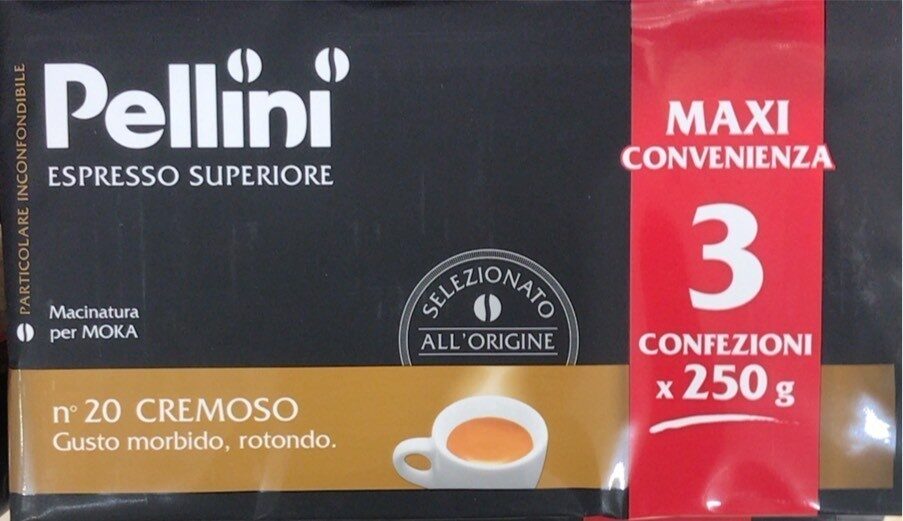 PARTICOLARE INCONFONDIBILE
Pellini
ESPRESSO SUPERIORE
Macinatura
per MOKA
SELEZIONATO
ALL'ORIGINE
n° 20 CREMOSO
Gusto morbido, rotondo.
MAXI
CONVENIENZA
3
CONFEZIONI
x 250 g